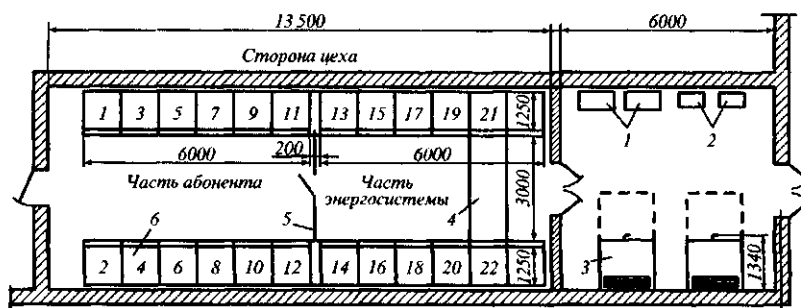 13 500
6000
Сторона цеха
1 3 5 7 9 11 13 15 17 19 21
1250
1 2
6000 200 6000
3000
Часть абонента
Часть
энергосистемы
4
6
5
3
1340
2 4 6 8 10 12 14 16 18 20 22
1250